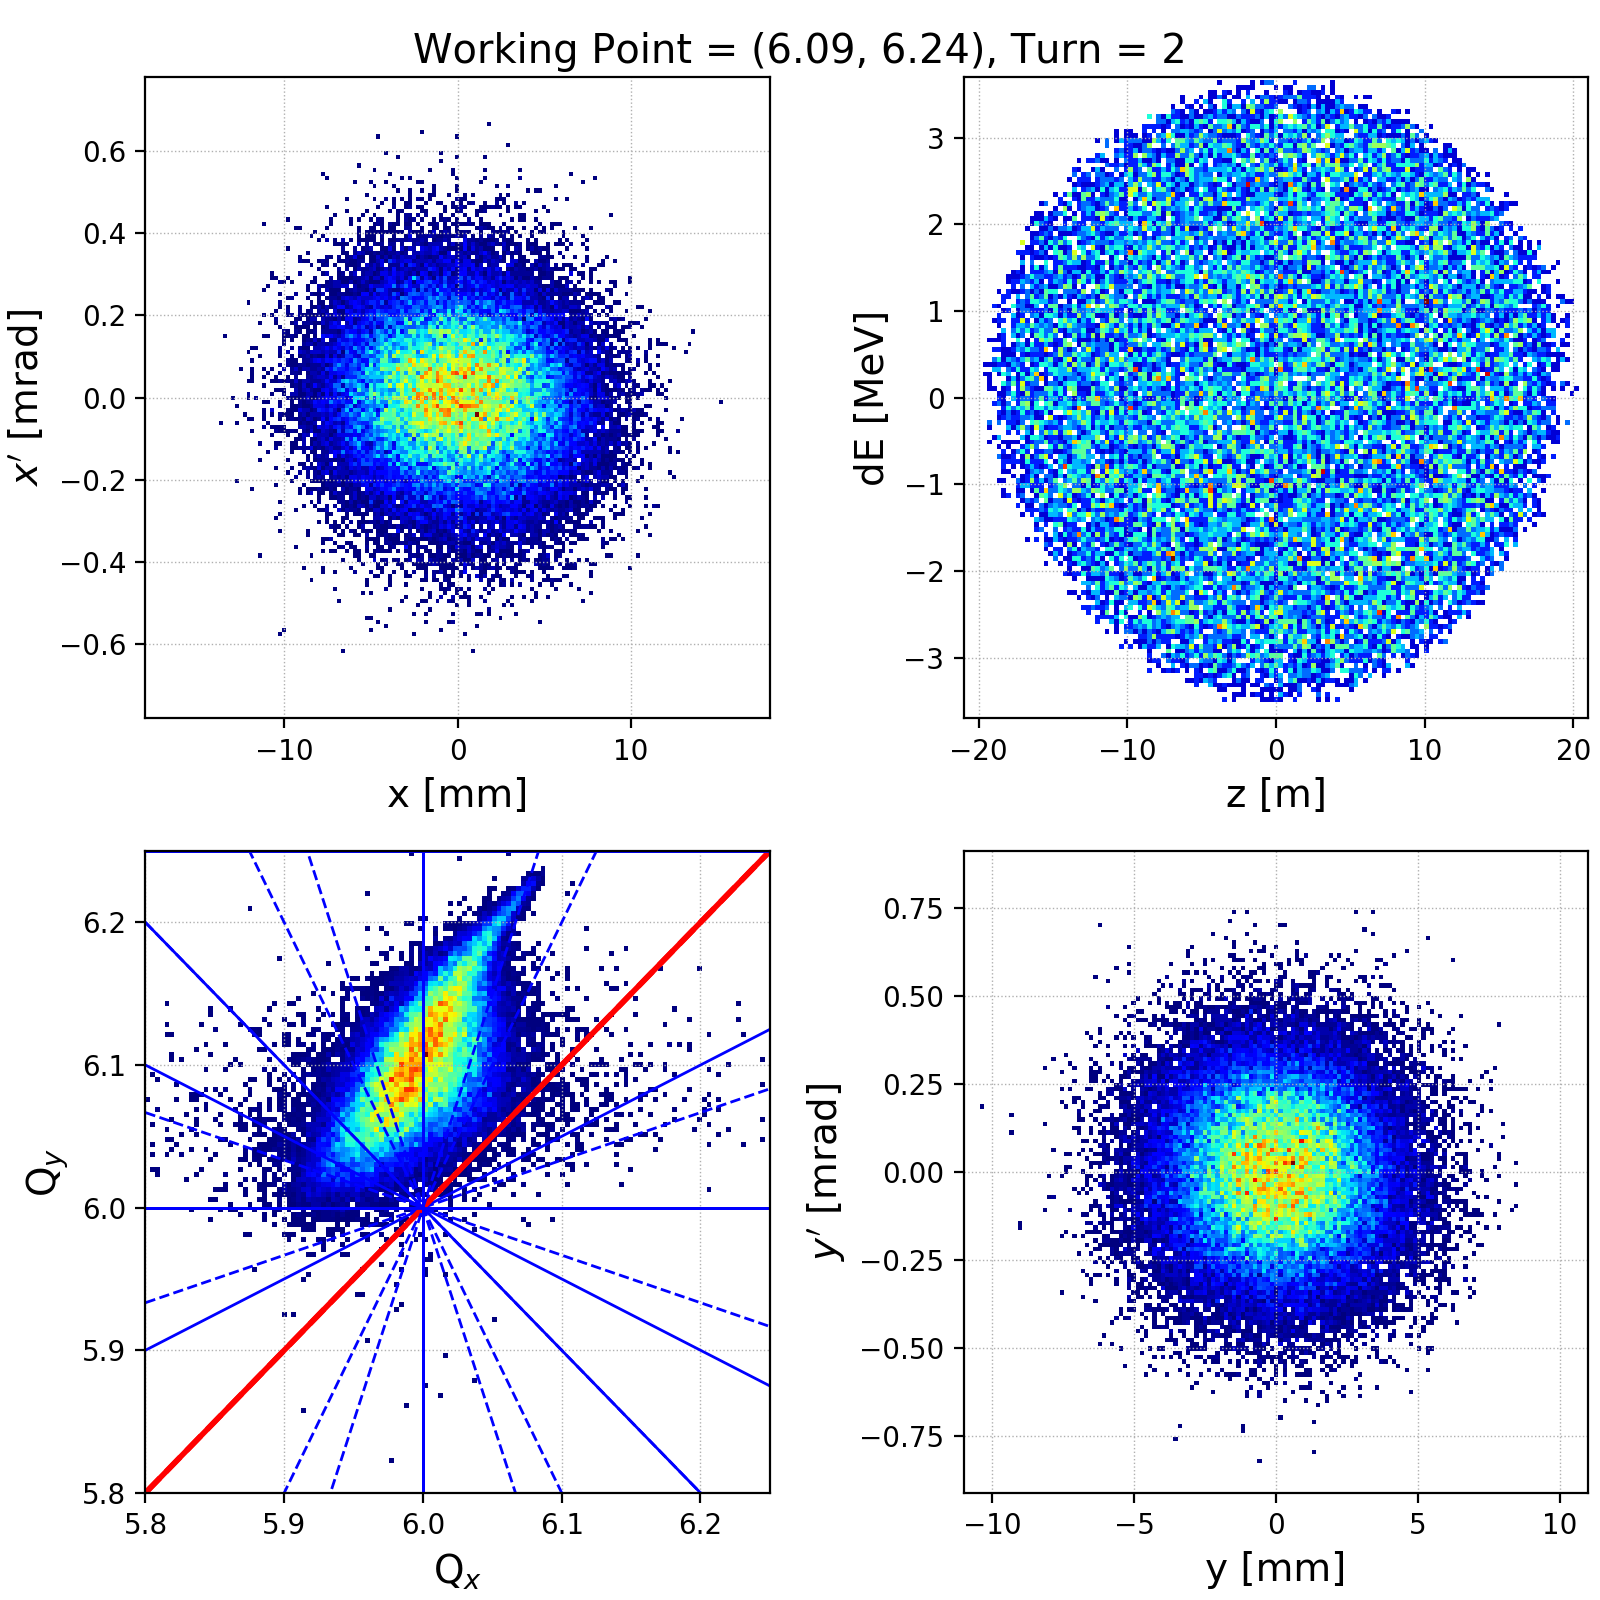 Working Point = (6.09, 6.24), Turn = 2
0.6
0.4
0.2
0.0
−0.2
−0.4
−0.6
x′ [mrad]
−10 0 10
x [mm]
3
2
1
0
−1
−2
−3
dE [MeV]
−20 −10 0 10 20
z [m]
6.2
6.1
6.0
5.9
5.8
Qy
5.8 5.9 6.0 6.1 6.2
Qx
0.75
0.50
0.25
0.00
−0.25
−0.50
−0.75
y′ [mrad]
−10 −5 0 5 10
y [mm]